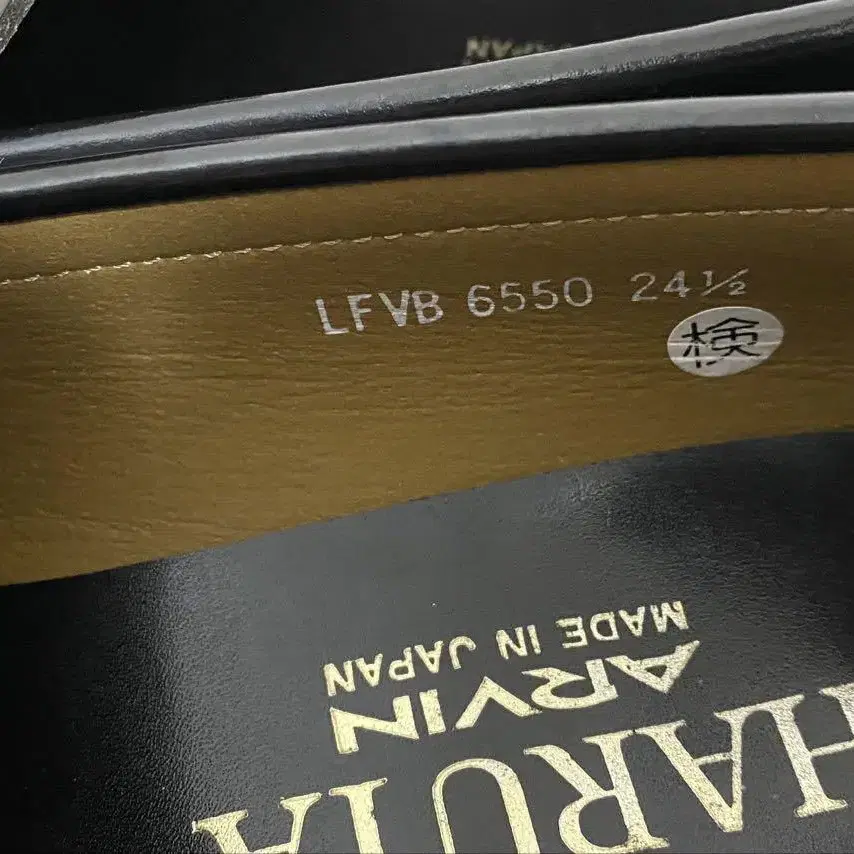 LFVB 6550 24½
検
HARUTA
ARVIN
MADE IN JAPAN